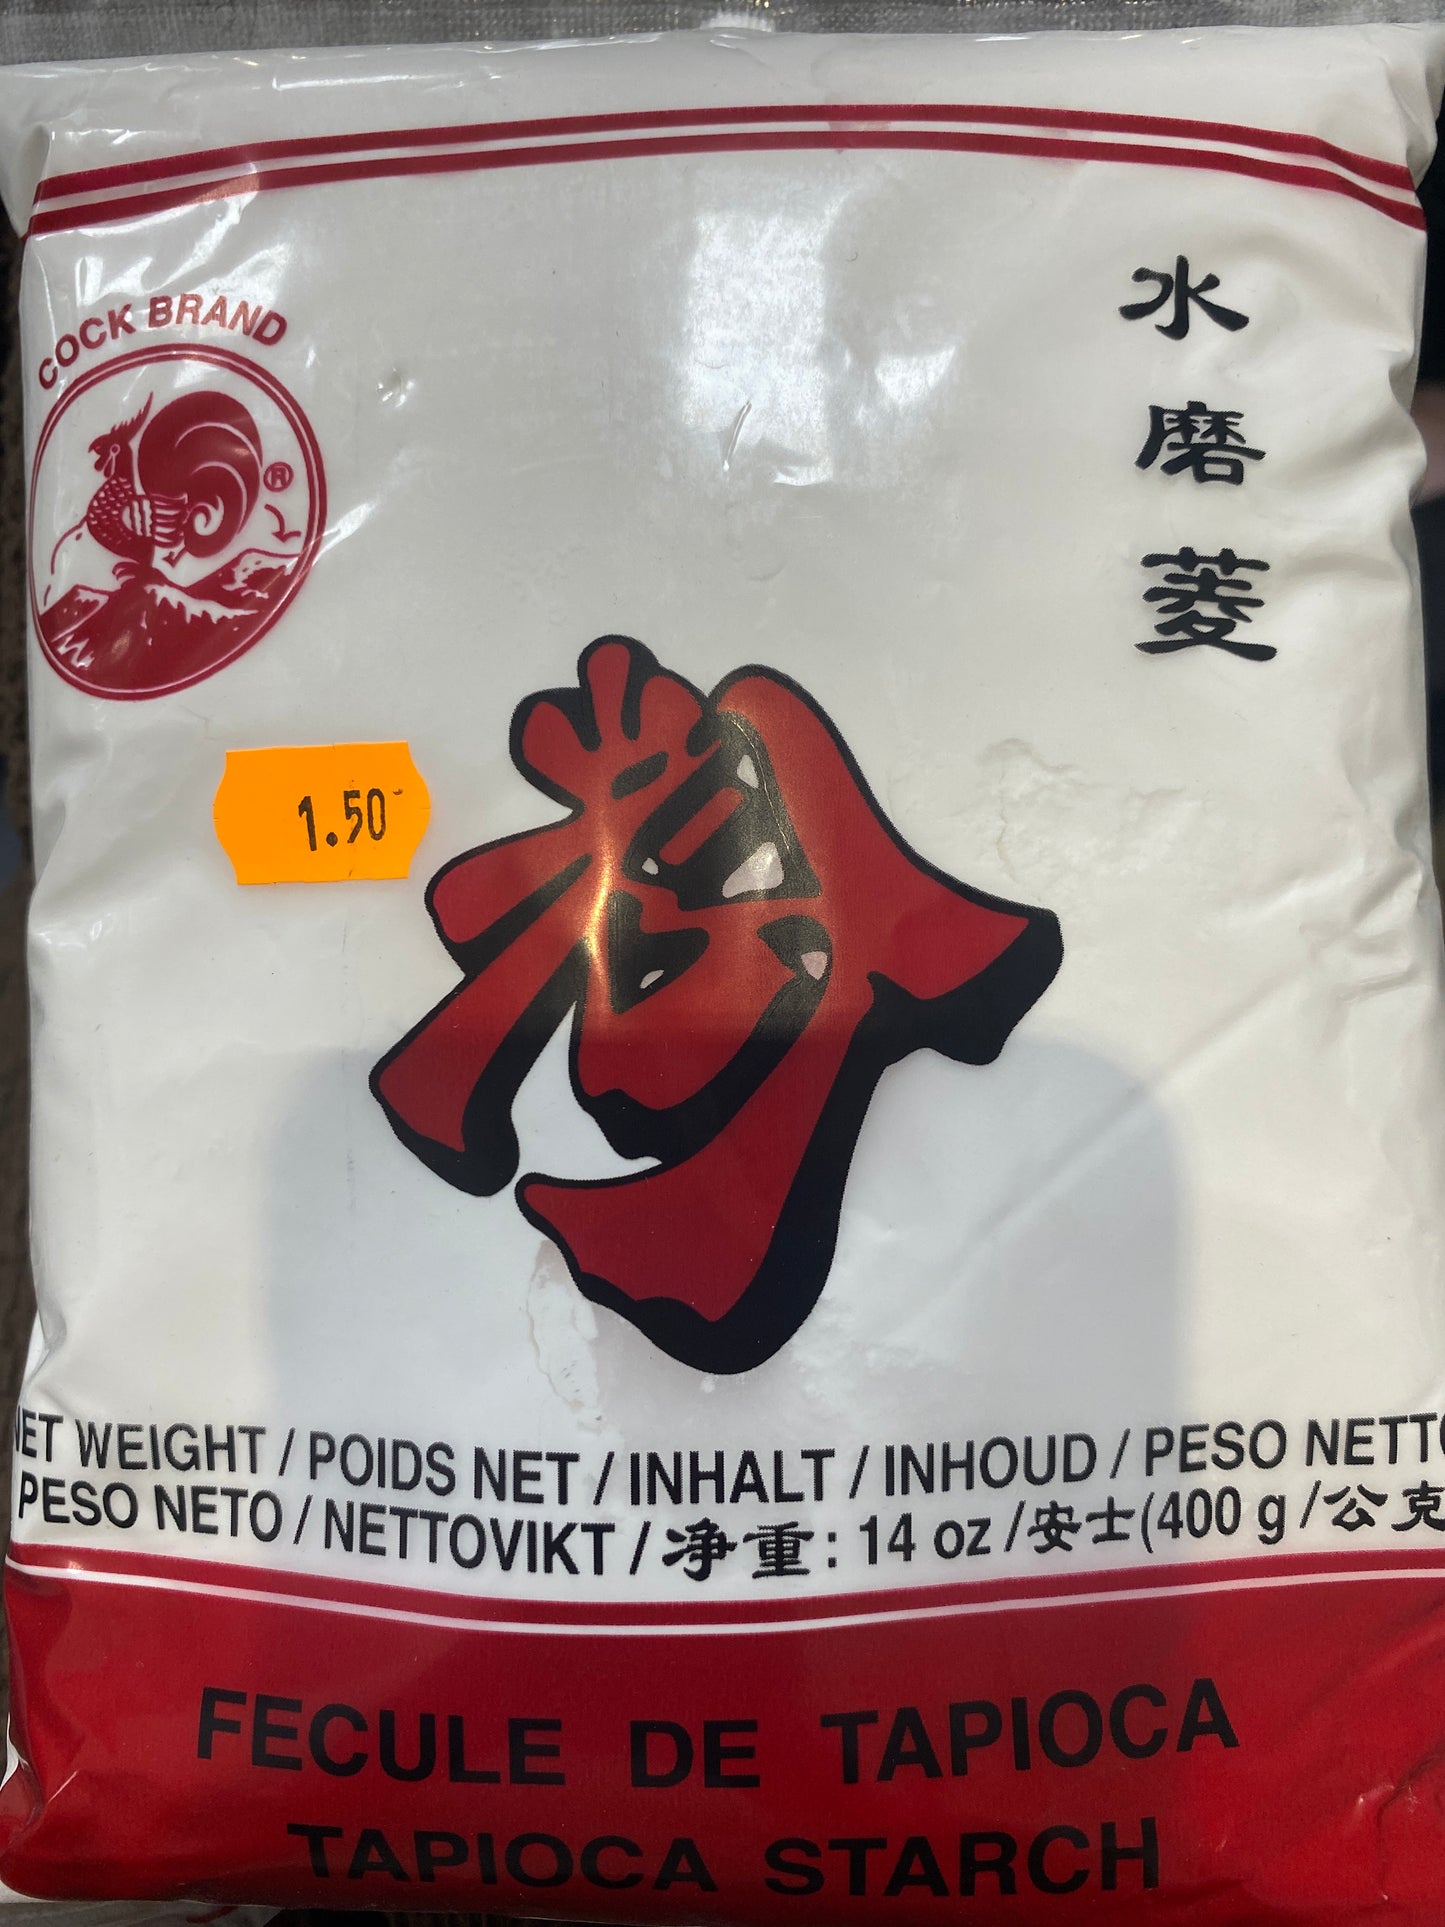 COCK BRAND
®
水
磨
菱
1.50
粉
NET WEIGHT / POIDS NET / INHALT / INHOUD / PESO NETTO
PESO NETO / NETTOVIKT / 净重: 14 oz /安士(400 g /公克
FECULE DE TAPIOCA
TAPIOCA STARCH